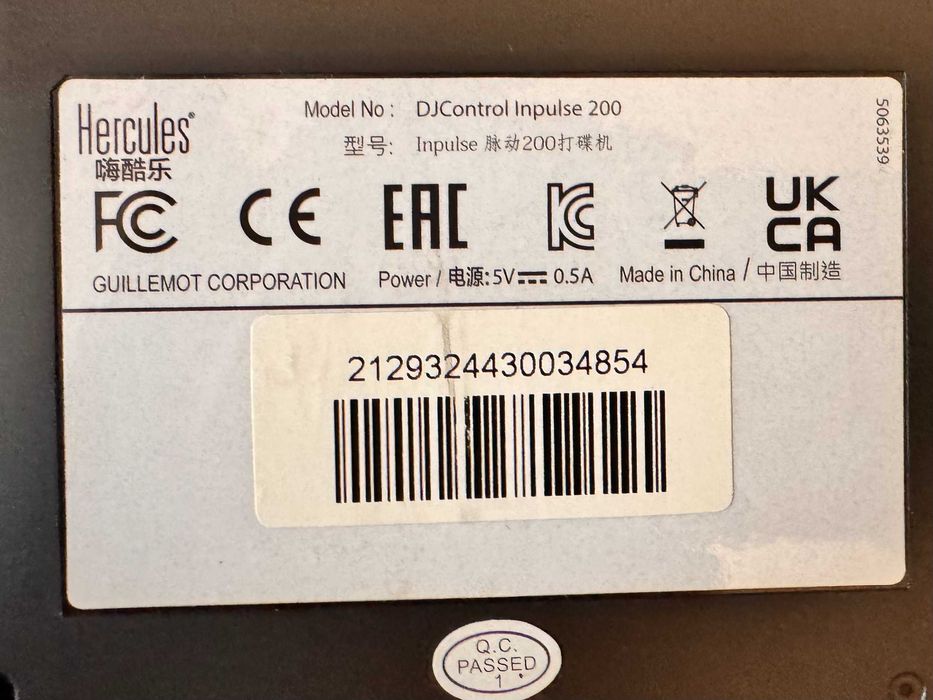 Hercules®
嗨酷乐
Model No : DJControl Inpulse 200
型号: Inpulse 脉动200打碟机
5063539
FC CE EAC KC UK CA
GUILLEMOT CORPORATION
Power / 电源: 5V 0.5A
Made in China / 中国制造
2129324430034854
Q.C.
PASSED
1